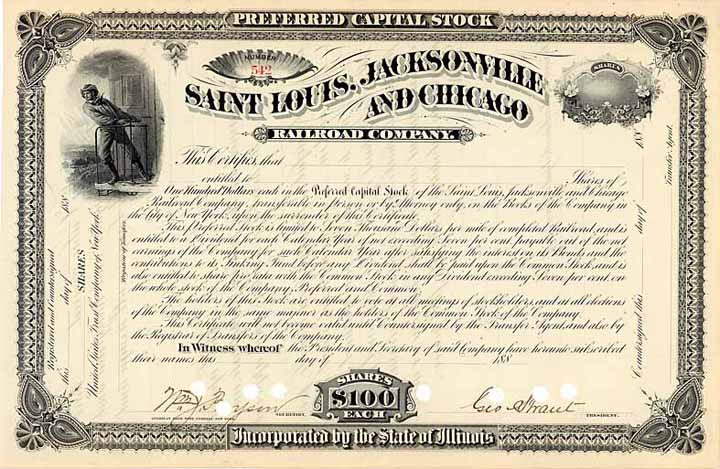 PREFERRED CAPITAL STOCK
NUMBER
542
SHARES
SAINT LOUIS, JACKSONVILLE
AND CHICAGO
RAILROAD COMPANY.
This Certifies, that
entitled to Shares of
One Hundred Dollars each in the Preferred Capital Stock of the Saint Louis, Jacksonville and Chicago
Railroad Company, transferable in person or by Attorney only, on the Books of the Company in
the City of New York, upon the surrender of this Certificate.
This Preferred Stock is limited to Seven Thousand Dollars per mile of completed Railroad, and is
entitled to a Dividend for each Calendar Year of not exceeding Seven per cent payable out of the net
earnings of the Company for such Calendar Year after satisfying the interest on its Bonds and the
contributions to its Sinking Fund before any Dividend shall be paid upon the Common Stock, and is
also entitled to share pro rata with the Common Stock in any Dividend exceeding Seven per cent. on
the whole stock of the Company, Preferred and Common.
The holders of this Stock are entitled to vote at all meetings of stockholders, and at all elections
of the Company in the same manner as the holders of the Common Stock of the Company.
This Certificate will not become valid until Countersigned by the Transfer Agent and also by
the Registrar of Transfers of the Company.
In Witness whereof the President and Secretary of said Company have hereunto subscribed
their names the day of 188
SECRETARY.
SHARES
$100
EACH
Geo Straut
PRESIDENT.
AMERICAN BANK NOTE COMPANY, NEW YORK.
Incorporated by the State of Illinois
Registered and Countersigned
this day of 188
SHARES
United States Trust Company of New York.
Registrar of Transfers
Countersigned this
day of 188
Transfer Agent.